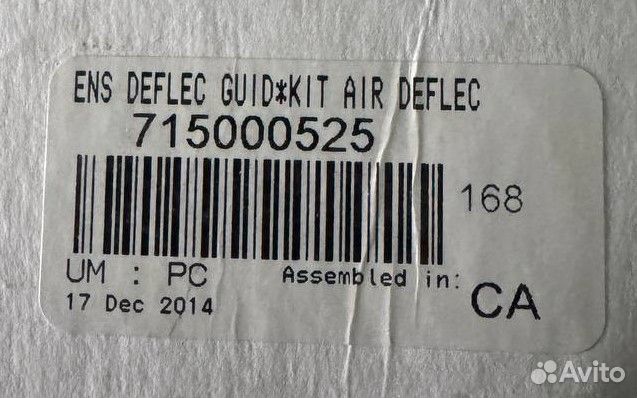 ENS DEFLEC GUID*KIT AIR DEFLEC
715000525
168
UM : PC Assembled in: CA
17 Dec 2014
Avito